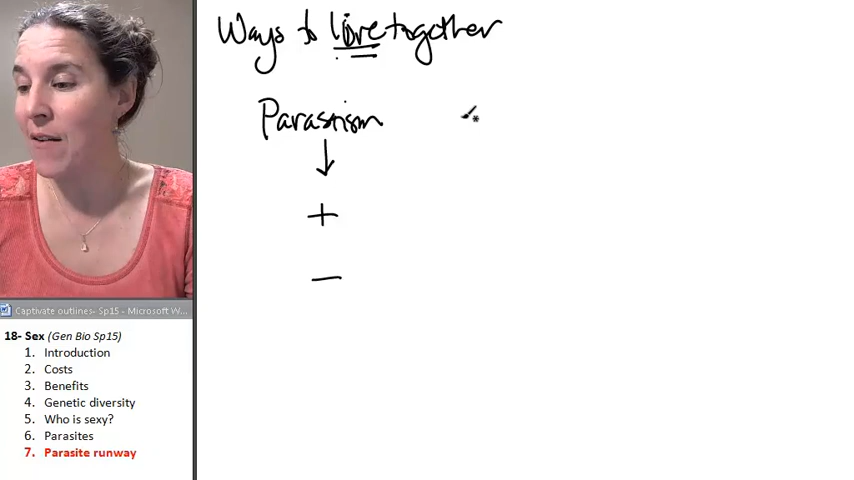 Ways to live together
Parasitism
+
−
Captivate outlines- Sp15 - Microsoft W...
18- Sex (Gen Bio Sp15)
1. Introduction
2. Costs
3. Benefits
4. Genetic diversity
5. Who is sexy?
6. Parasites
7. Parasite runway